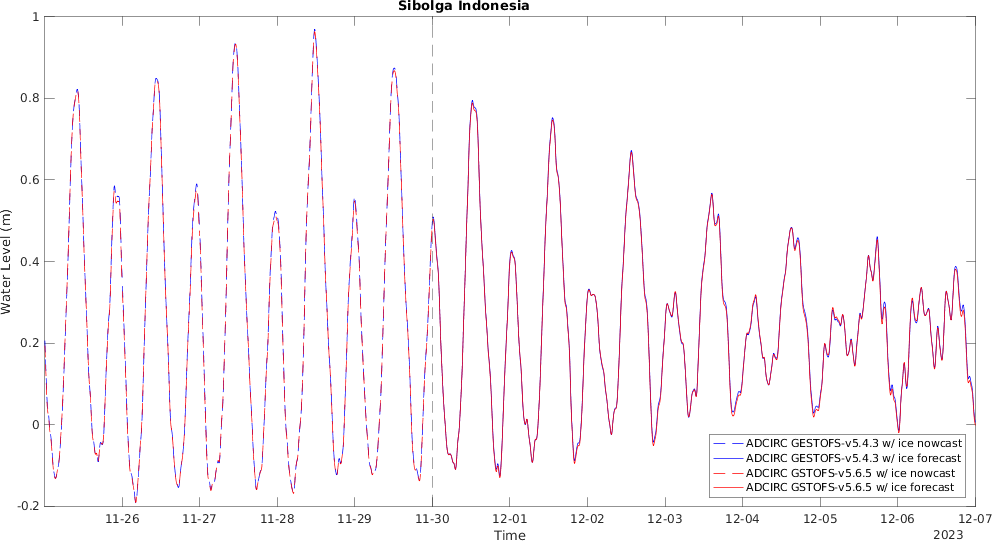 Sibolga Indonesia
1
0.8
0.6
0.4
0.2
0
-0.2
Water Level (m)
11-26 11-27 11-28 11-29 11-30 12-01 12-02 12-03 12-04 12-05 12-06 12-07
Time
2023
ADCIRC GESTOFS-v5.4.3 w/ ice nowcast
ADCIRC GESTOFS-v5.4.3 w/ ice forecast
ADCIRC GSTOFS-v5.6.5 w/ ice nowcast
ADCIRC GSTOFS-v5.6.5 w/ ice forecast